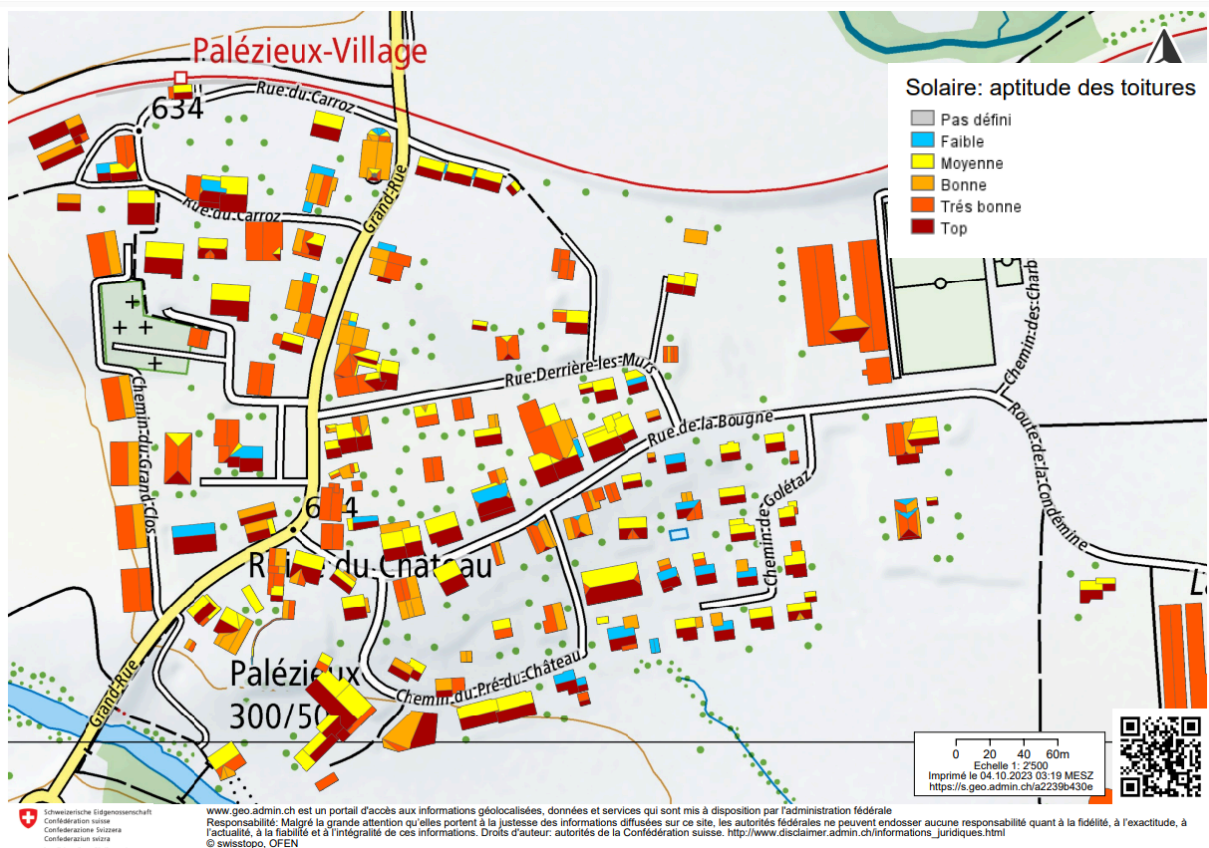 Palézieux-Village
634
Rue du Carroz
Rue du Carroz
Grand-Rue
Solaire: aptitude des toitures
Pas défini
Faible
Moyenne
Bonne
Trés bonne
Top
Chemin des Charb
Rue Derrière-les-Murs
Rue de la Bougne
Chemin du Grand-Clos
Chemin de Golétaz
Route de la Condémine
du Château
Palézieux
300/50
Chemin du Pré-du-Château
Grand-Rue
0 20 40 60m
Echelle 1: 2'500
Imprimé le 04.10.2023 03:19 MESZ
https://s.geo.admin.ch/a2239b430e
Schweizerische Eidgenossenschaft
Confédération suisse
Confederazione Svizzera
Confederaziun svizra
www.geo.admin.ch est un portail d'accès aux informations géolocalisées, données et services qui sont mis à disposition par l'administration fédérale
Responsabilité: Malgré la grande attention qu'elles portent à la justesse des informations diffusées sur ce site, les autorités fédérales ne peuvent endosser aucune responsabilité quant à la fidélité, à l'exactitude, à
l'actualité, à la fiabilité et à l'intégralité de ces informations. Droits d'auteur: autorités de la Confédération suisse. http://www.disclaimer.admin.ch/informations_juridiques.html
© swisstopo, OFEN